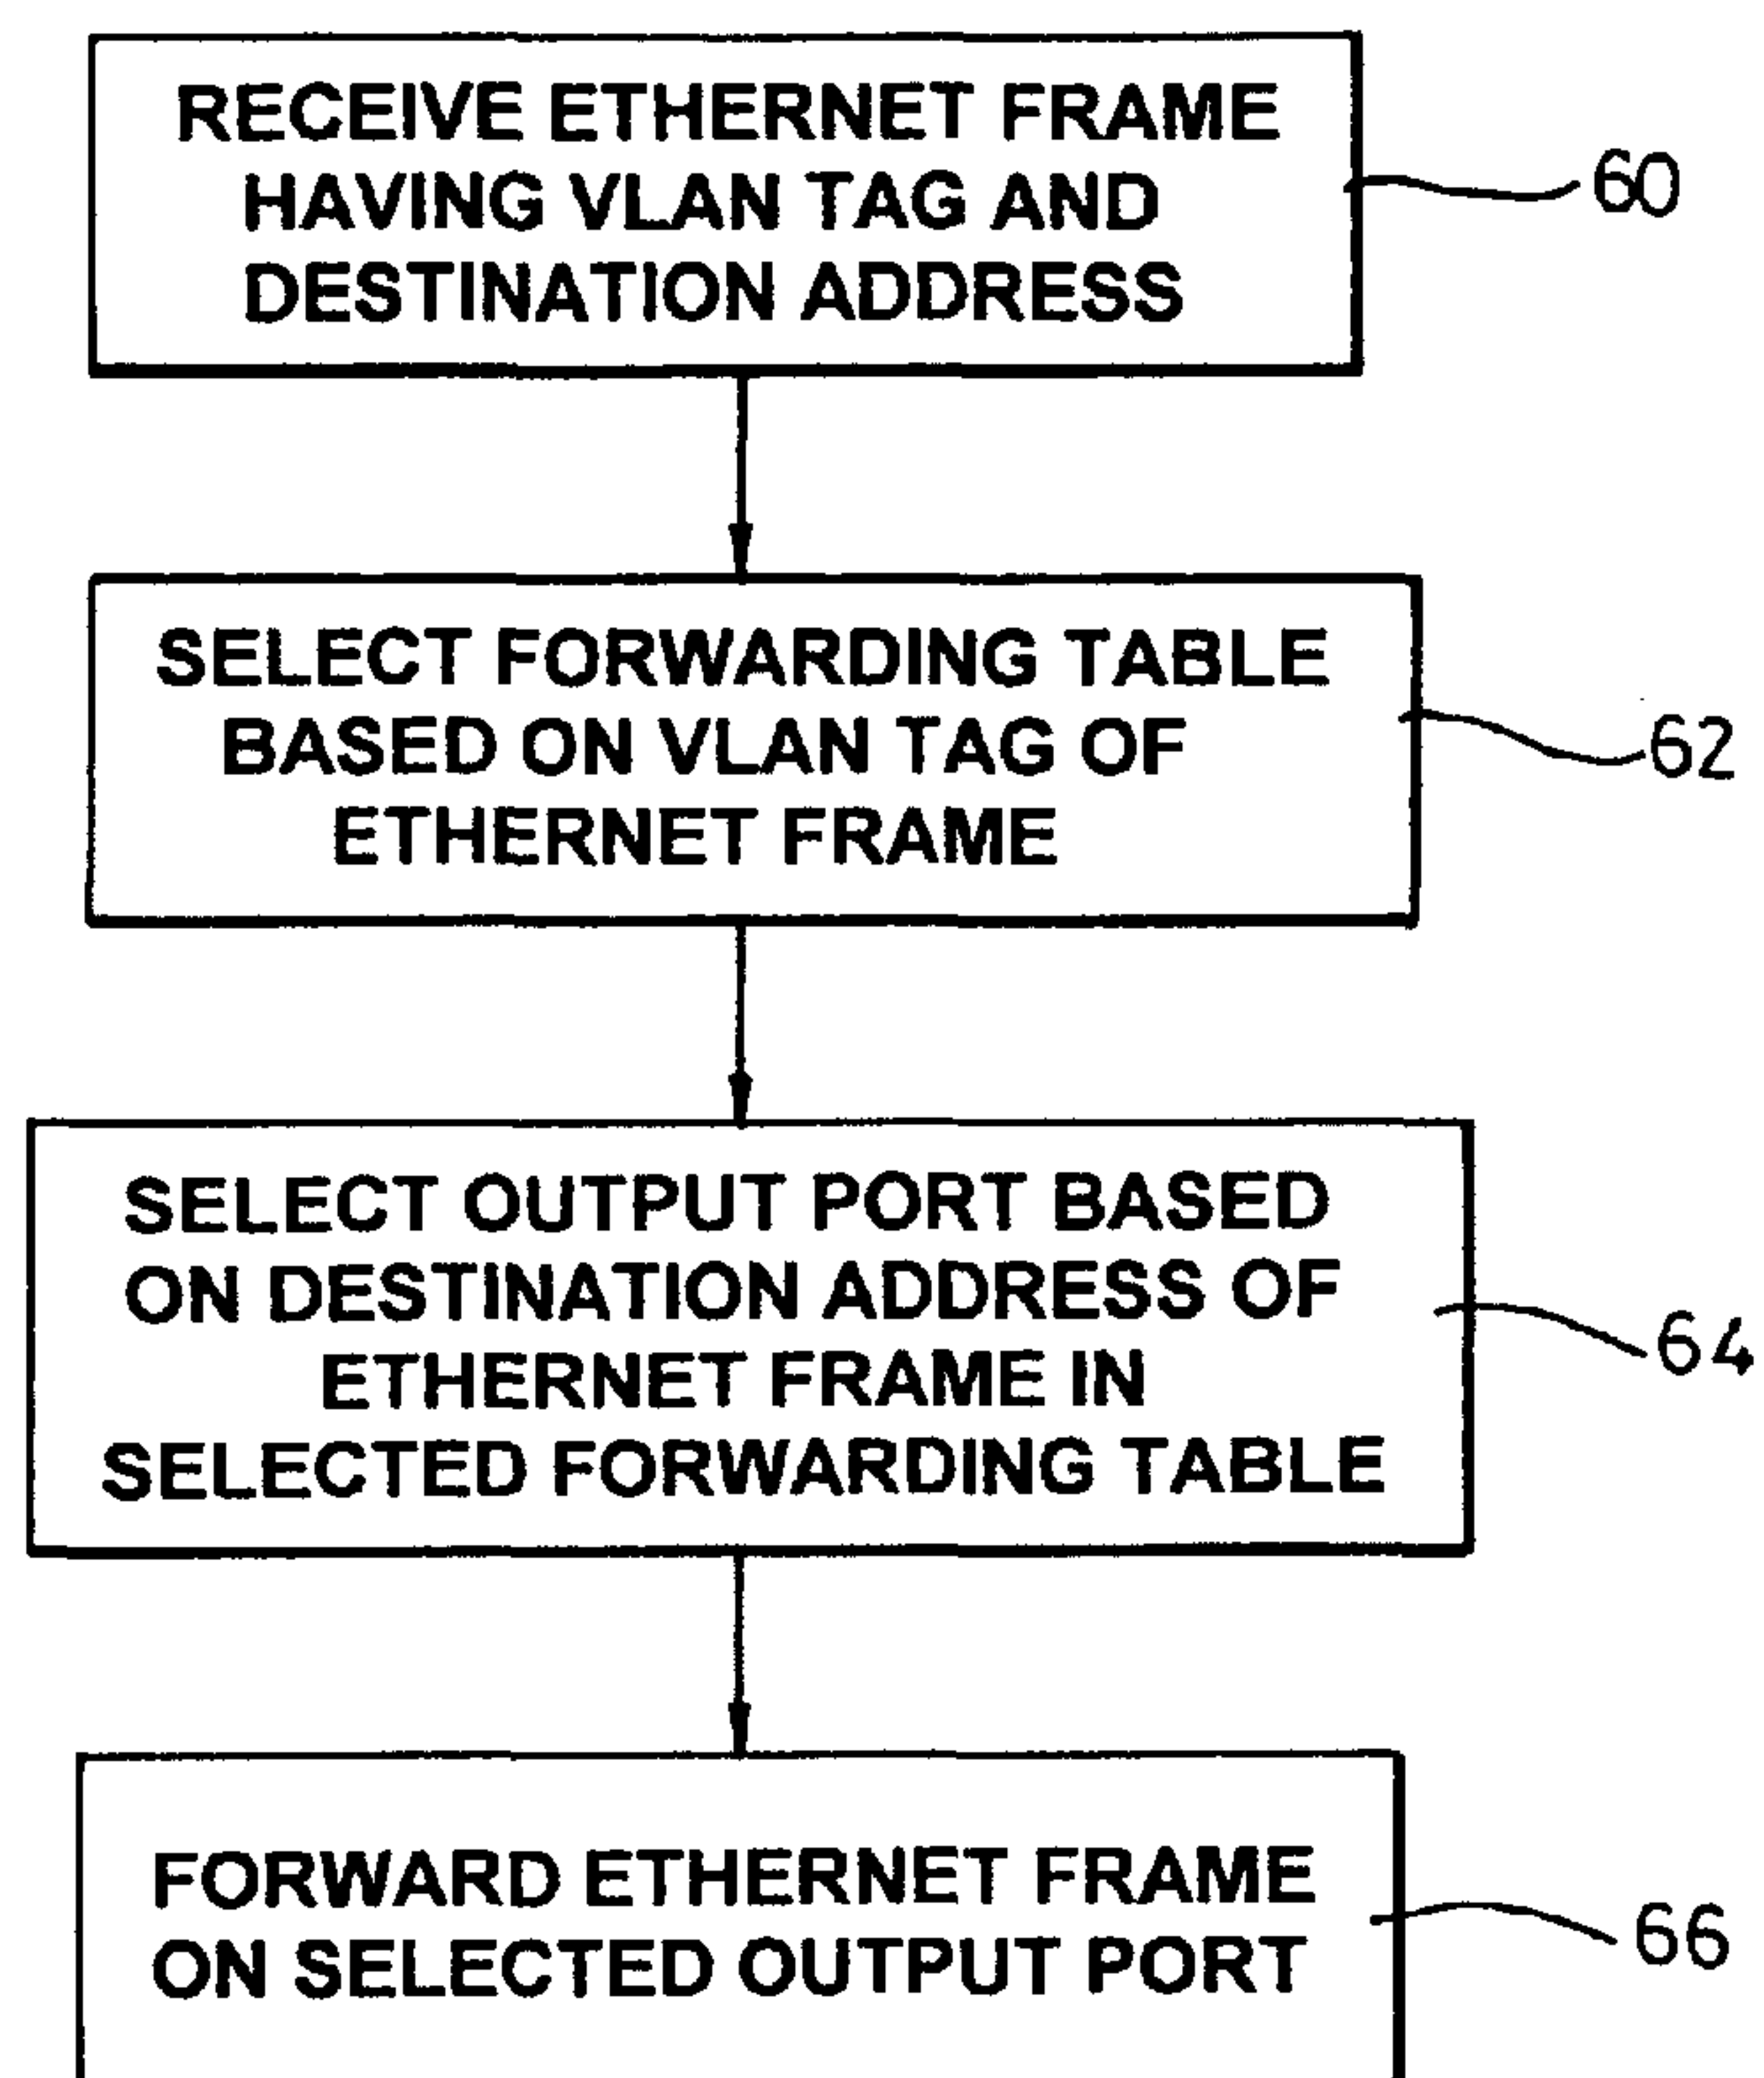 RECEIVE ETHERNET FRAME
HAVING VLAN TAG AND
DESTINATION ADDRESS
60
SELECT FORWARDING TABLE
BASED ON VLAN TAG OF
ETHERNET FRAME
62
SELECT OUTPUT PORT BASED
ON DESTINATION ADDRESS OF
ETHERNET FRAME IN
SELECTED FORWARDING TABLE
64
FORWARD ETHERNET FRAME
ON SELECTED OUTPUT PORT
66